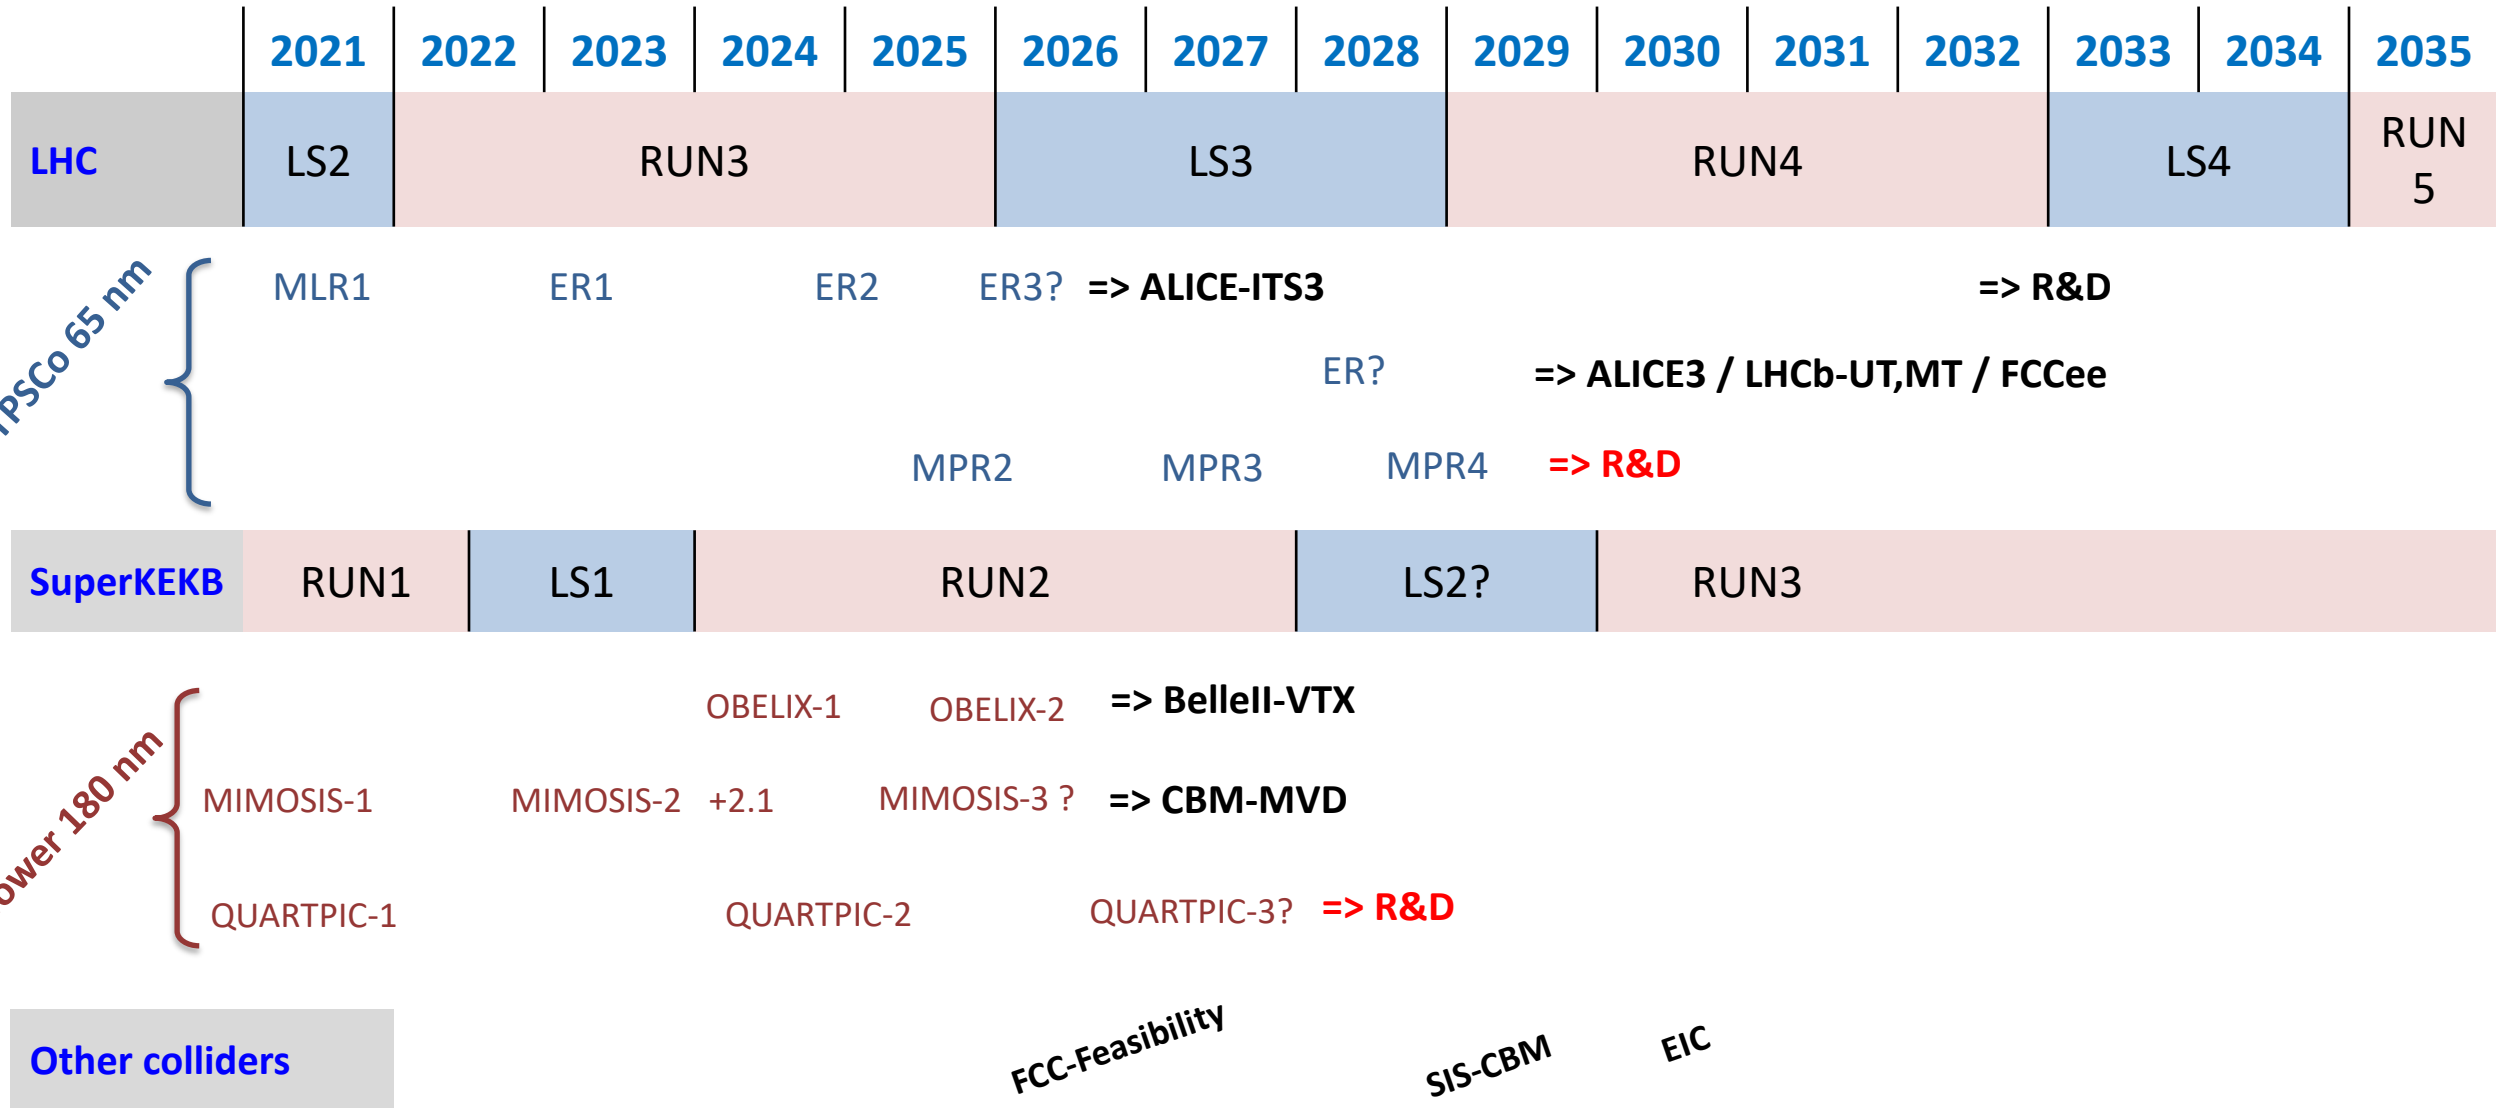 2021 2022 2023 2024 2025 2026 2027 2028 2029 2030 2031 2032 2033 2034 2035
LHC LS2 RUN3 LS3 RUN4 LS4 RUN
5
TPSCo 65 nm
MLR1 ER1 ER2 ER3? => ALICE-ITS3 => R&D
ER? => ALICE3 / LHCb-UT,MT / FCCee
MPR2 MPR3 MPR4 => R&D
SuperKEKB RUN1 LS1 RUN2 LS2? RUN3
ower 180 nm
OBELIX-1 OBELIX-2 => BelleII-VTX
MIMOSIS-1 MIMOSIS-2 +2.1 MIMOSIS-3 ? => CBM-MVD
QUARTPIC-1 QUARTPIC-2 QUARTPIC-3? => R&D
Other colliders FCC-Feasibility SIS-CBM EIC